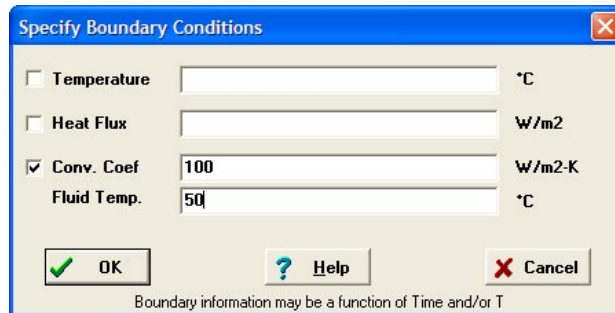 Specify Boundary Conditions
Temperature °C
Heat Flux W/m2
Conv. Coef 100 W/m2-K
Fluid Temp. 50 °C
OK Help Cancel
Boundary information may be a function of Time and/or T